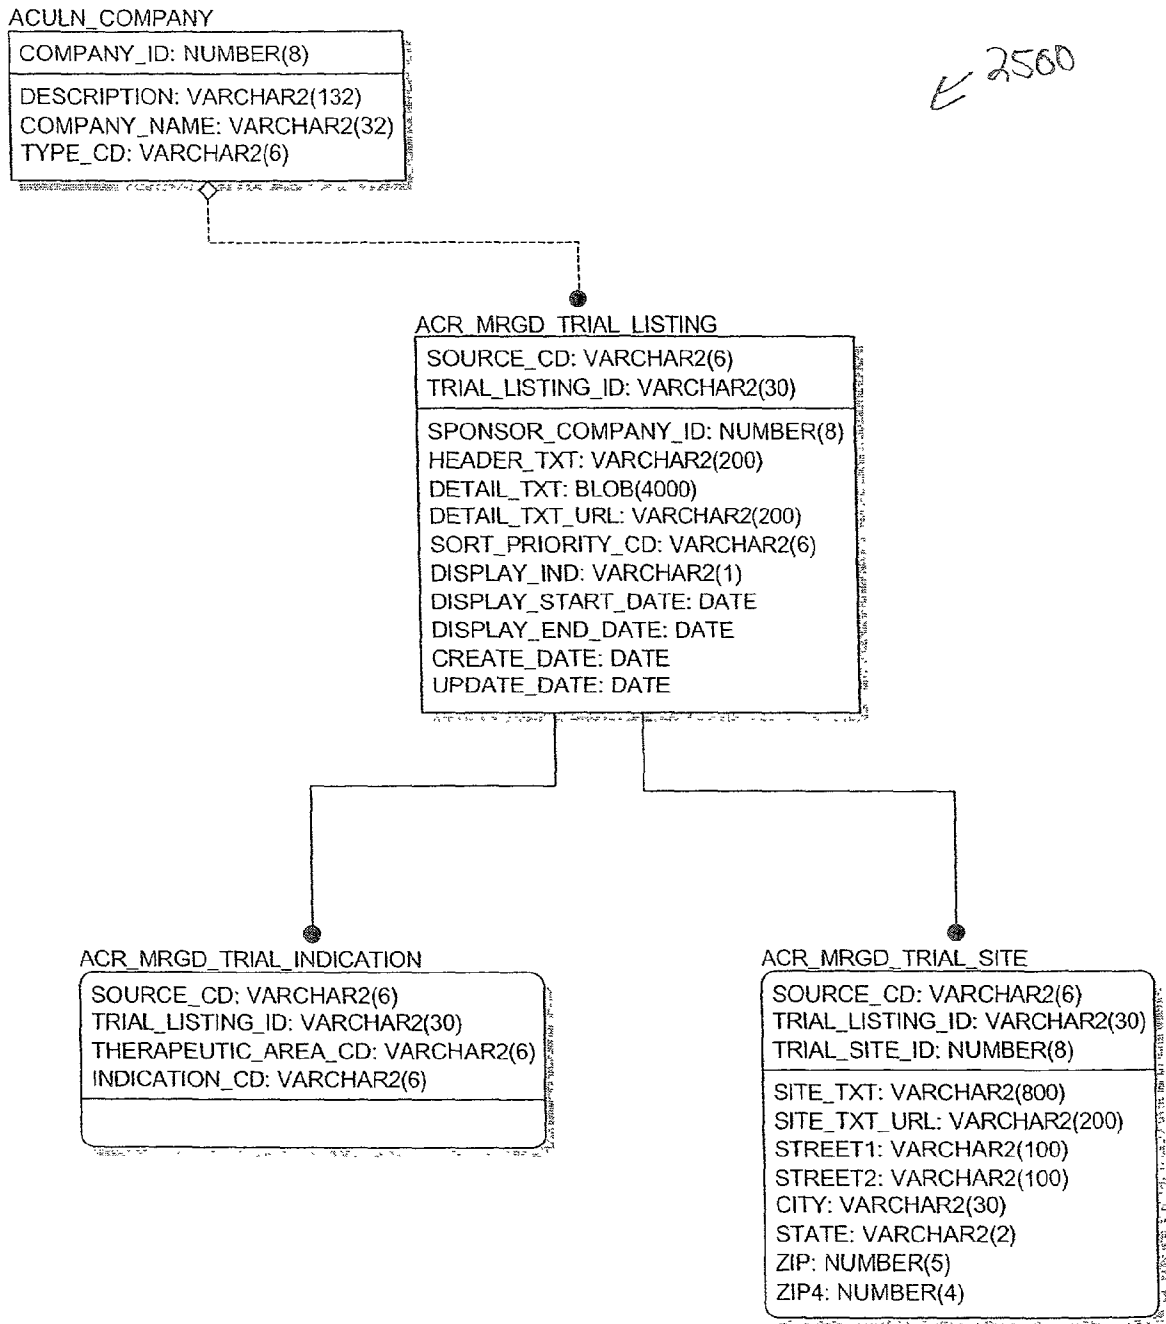 ACULN_COMPANY
COMPANY_ID: NUMBER(8)
DESCRIPTION: VARCHAR2(132)
COMPANY_NAME: VARCHAR2(32)
TYPE_CD: VARCHAR2(6)
2500
ACR_MRGD_TRIAL_LISTING
SOURCE_CD: VARCHAR2(6)
TRIAL_LISTING_ID: VARCHAR2(30)
SPONSOR_COMPANY_ID: NUMBER(8)
HEADER_TXT: VARCHAR2(200)
DETAIL_TXT: BLOB(4000)
DETAIL_TXT_URL: VARCHAR2(200)
SORT_PRIORITY_CD: VARCHAR2(6)
DISPLAY_IND: VARCHAR2(1)
DISPLAY_START_DATE: DATE
DISPLAY_END_DATE: DATE
CREATE_DATE: DATE
UPDATE_DATE: DATE
ACR_MRGD_TRIAL_INDICATION
SOURCE_CD: VARCHAR2(6)
TRIAL_LISTING_ID: VARCHAR2(30)
THERAPEUTIC_AREA_CD: VARCHAR2(6)
INDICATION_CD: VARCHAR2(6)
ACR_MRGD_TRIAL_SITE
SOURCE_CD: VARCHAR2(6)
TRIAL_LISTING_ID: VARCHAR2(30)
TRIAL_SITE_ID: NUMBER(8)
SITE_TXT: VARCHAR2(800)
SITE_TXT_URL: VARCHAR2(200)
STREET1: VARCHAR2(100)
STREET2: VARCHAR2(100)
CITY: VARCHAR2(30)
STATE: VARCHAR2(2)
ZIP: NUMBER(5)
ZIP4: NUMBER(4)